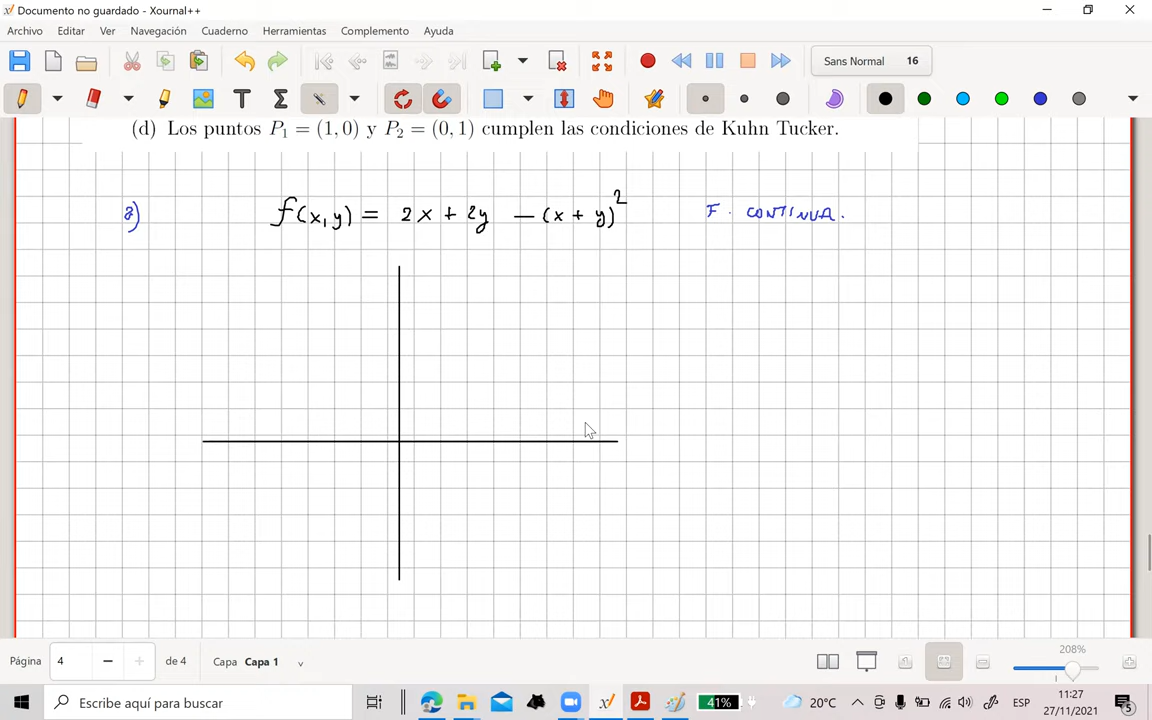 Documento no guardado - Xournal++
Archivo Editar Ver Navegación Cuaderno Herramientas Complemento Ayuda
Sans Normal 16
(d) Los puntos P₁ = (1, 0) y P₂ = (0, 1) cumplen las condiciones de Kuhn Tucker.
a) f(x,y) = 2x + 2y - (x + y)² F. CONTINUA.
Página 4 de 4 Capa Capa 1 208%
Escribe aquí para buscar 41% 20°C ESP 11:27
27/11/2021 5